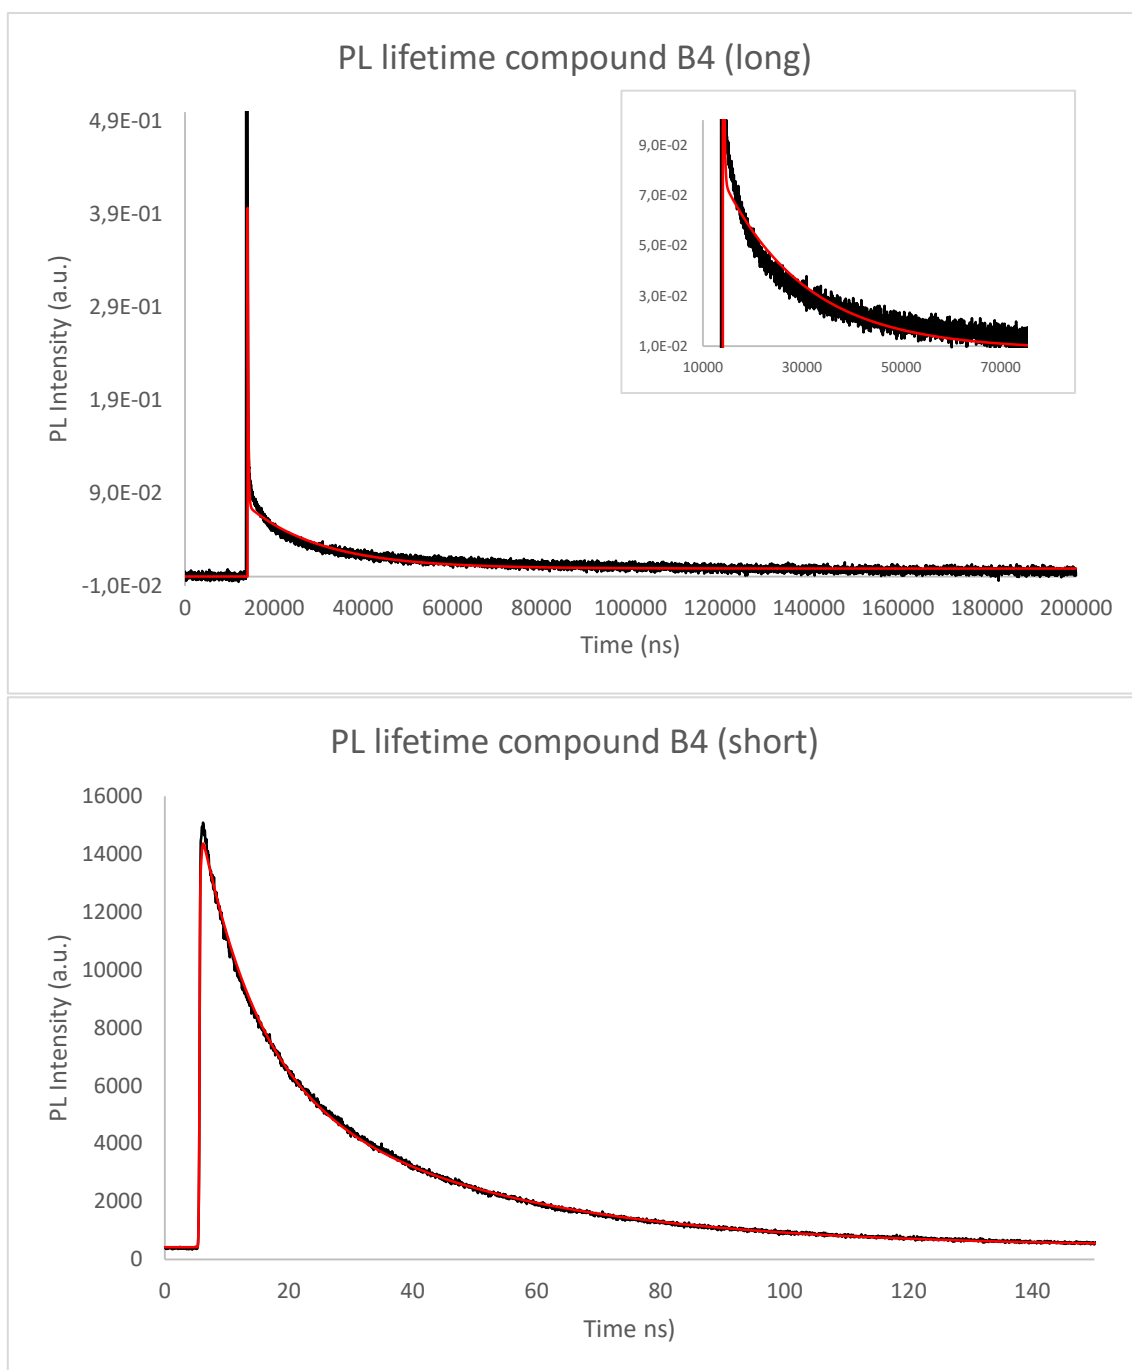 PL lifetime compound B4 (long)
4,9E-01
3,9E-01
2,9E-01
1,9E-01
9,0E-02
-1,0E-02
PL Intensity (a.u.)
9,0E-02
7,0E-02
5,0E-02
3,0E-02
1,0E-02
10000 30000 50000 70000
0 20000 40000 60000 80000 100000 120000 140000 160000 180000 200000
Time (ns)
PL lifetime compound B4 (short)
16000
14000
12000
10000
8000
6000
4000
2000
0
PL Intensity (a.u.)
0 20 40 60 80 100 120 140
Time ns)